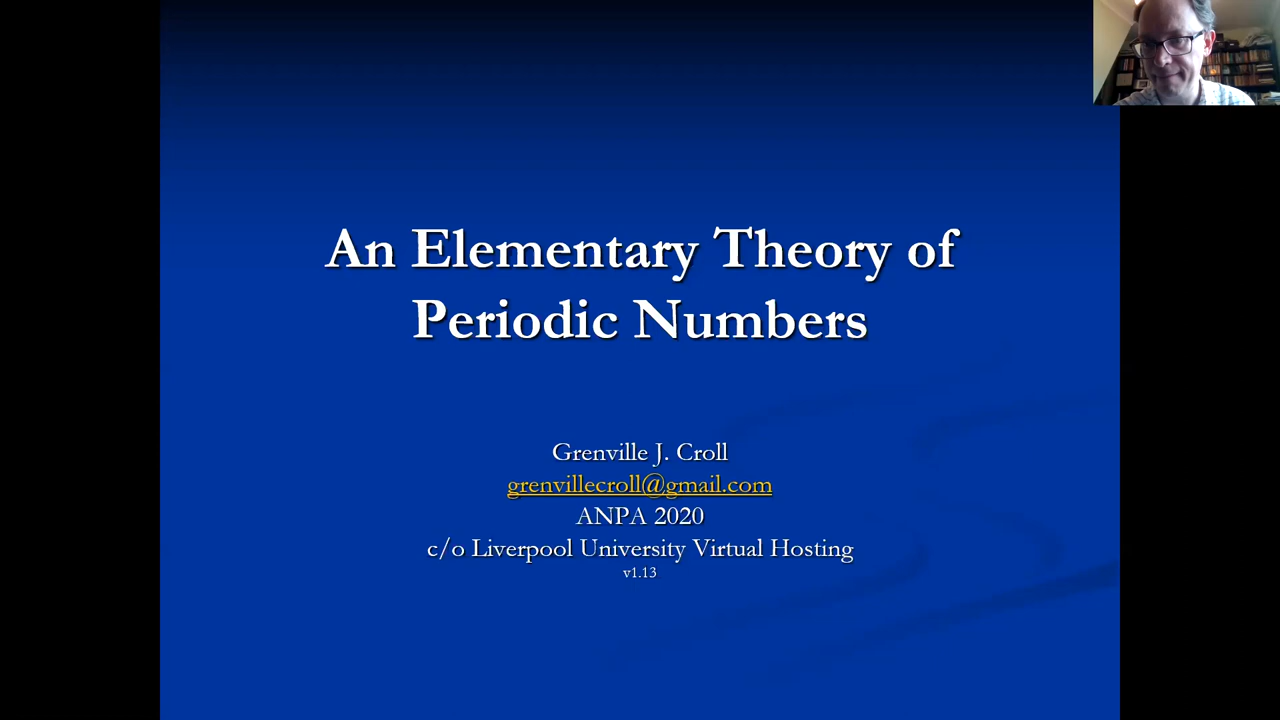 An Elementary Theory of
Periodic Numbers
Grenville J. Croll
grenvillecroll@gmail.com
ANPA 2020
c/o Liverpool University Virtual Hosting
v1.13